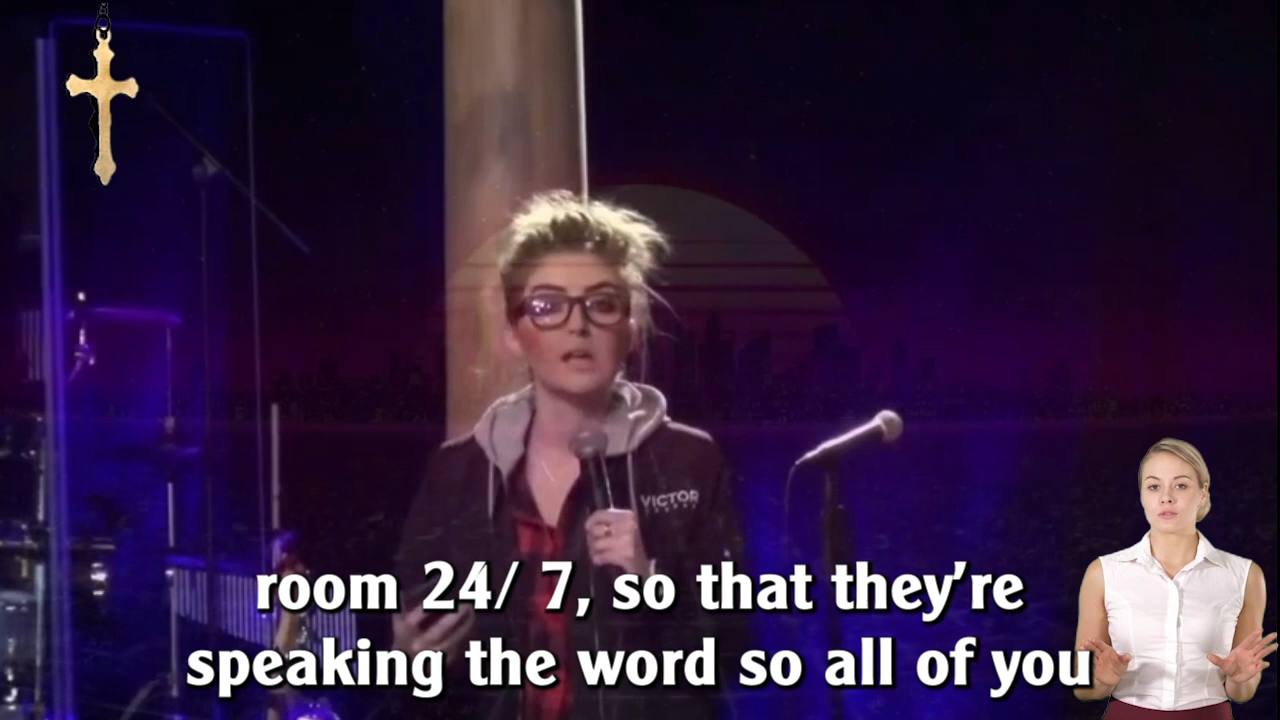 VICTOR
room 24/ 7, so that they're
speaking the word so all of you